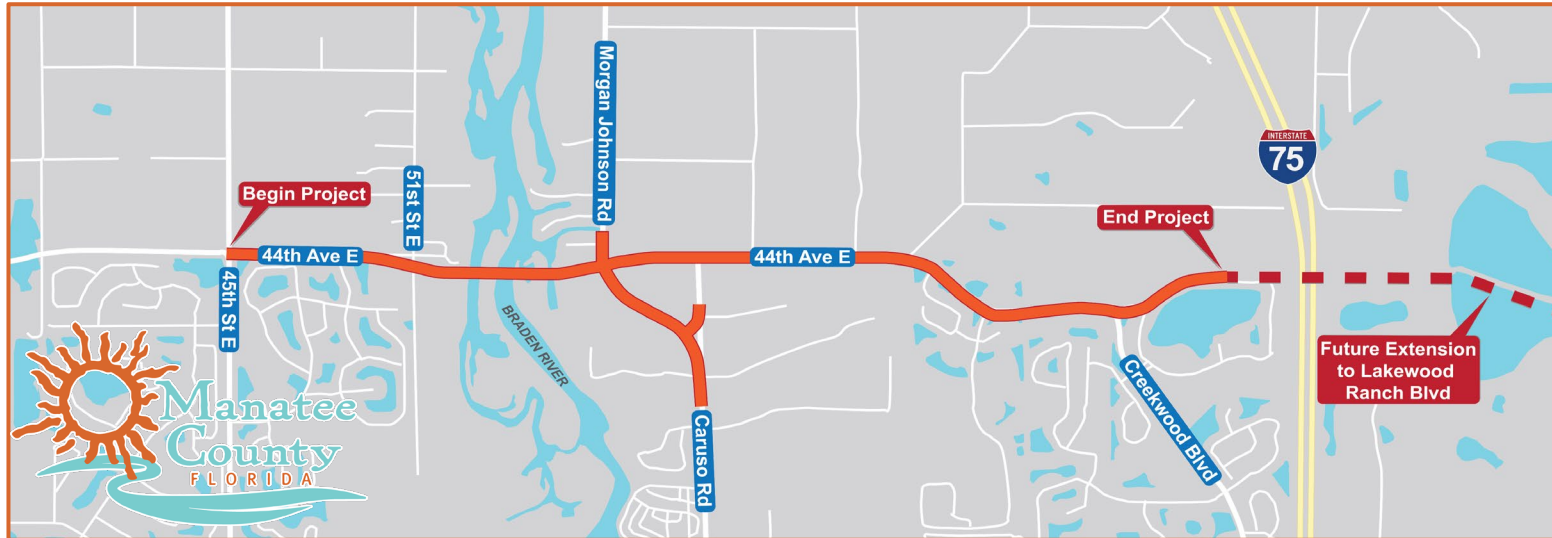 Morgan Johnson Rd
INTERSTATE
75
Begin Project
51st St E
End Project
44th Ave E
44th Ave E
45th St E
BRADEN RIVER
Future Extension
to Lakewood
Ranch Blvd
Creekwood Blvd
Caruso Rd
Manatee
County
FLORIDA